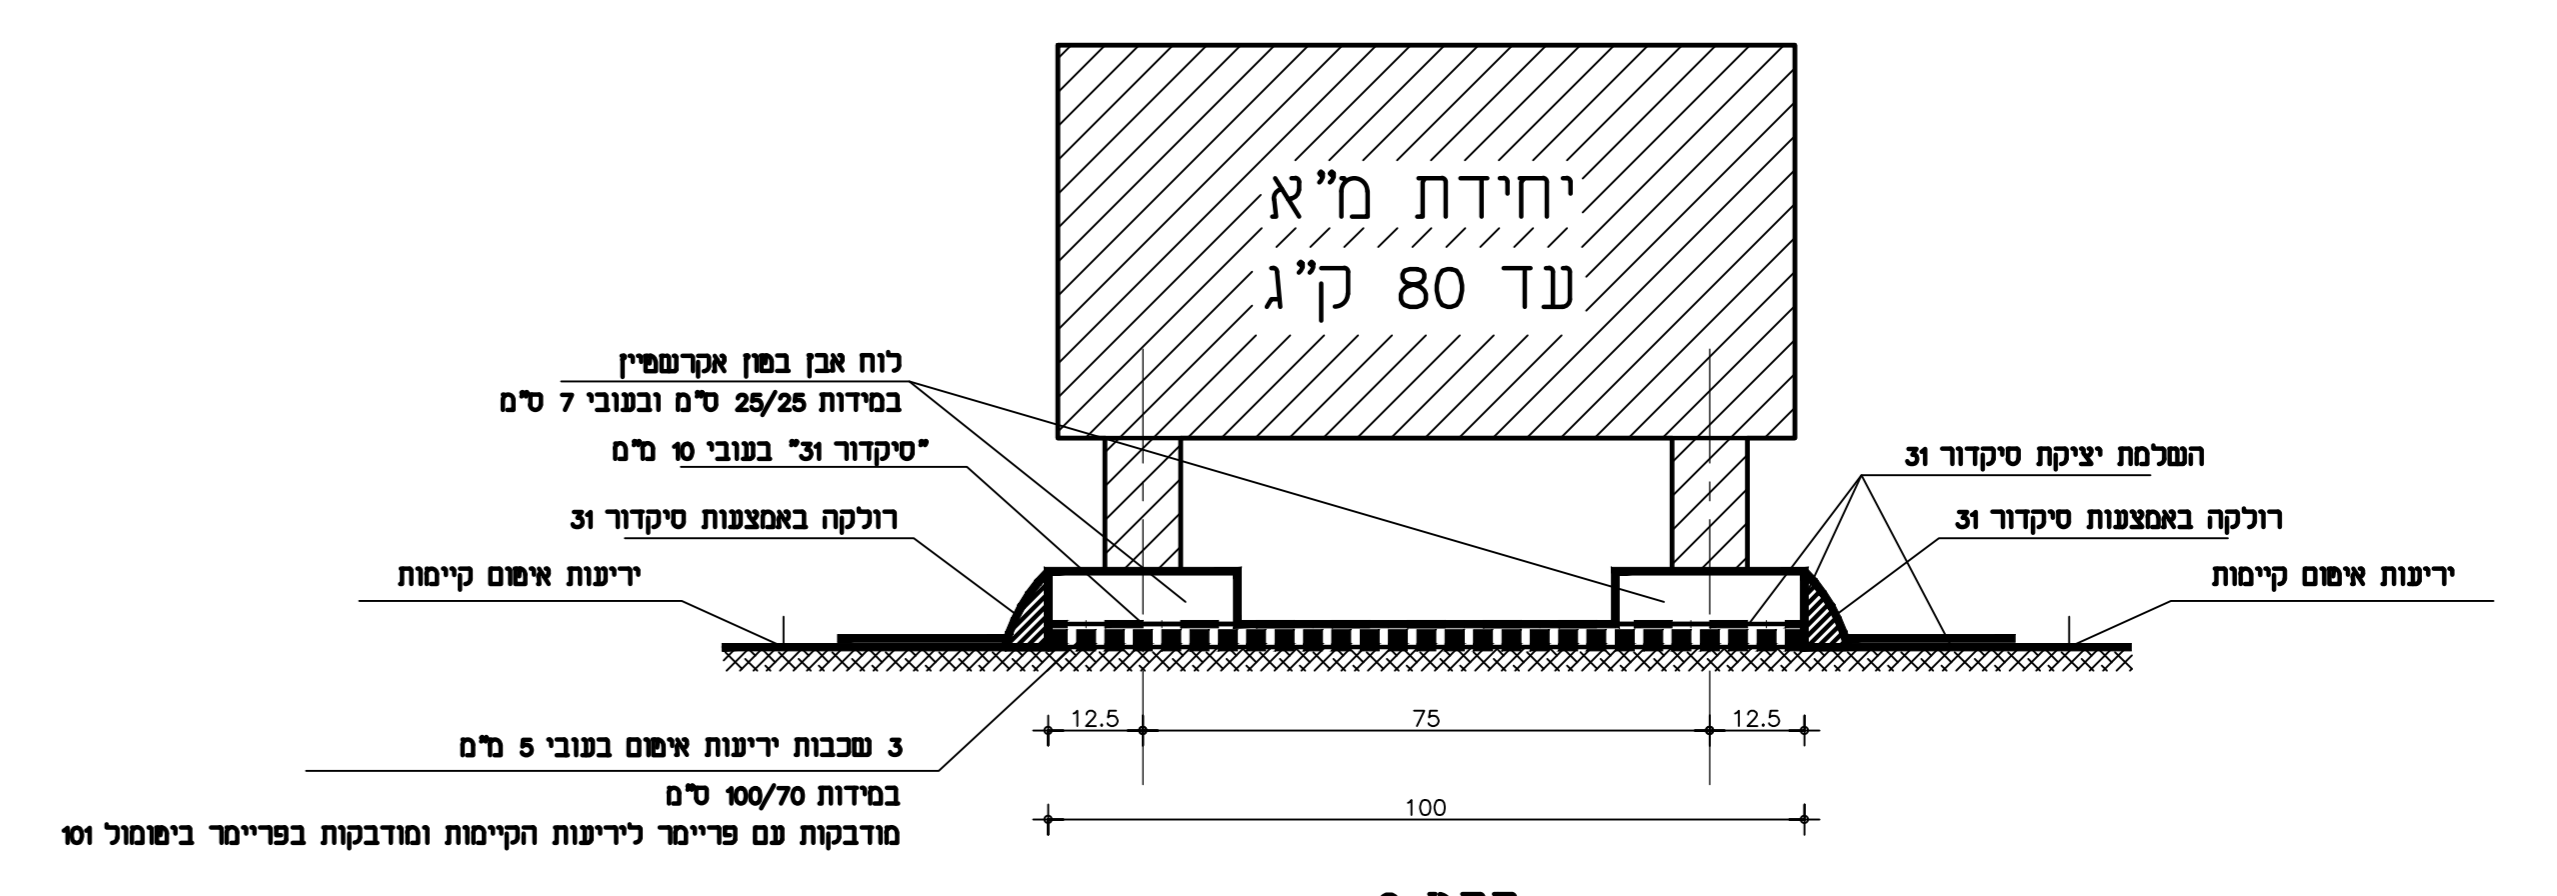 יחידת מ"א
עד 80 ק"ג
לוח אבן בטון אקרשטיין
במידות 25/25 ס"מ ובעובי 7 ס"מ
"סיקדור 31" בעובי 10 מ"מ
רולקה באמצעות סיקדור 31
יריעות איטום קיימות
השלמת יציקת סיקדור 31
רולקה באמצעות סיקדור 31
יריעות איטום קיימות
12.5 75 12.5
100
3 שכבות יריעות איטום בעובי 5 מ"מ
במידות 100/70 ס"מ
מודבקות עם פריימר ליריעות הקיימות ומודבקות בפריימר ביטומול 101